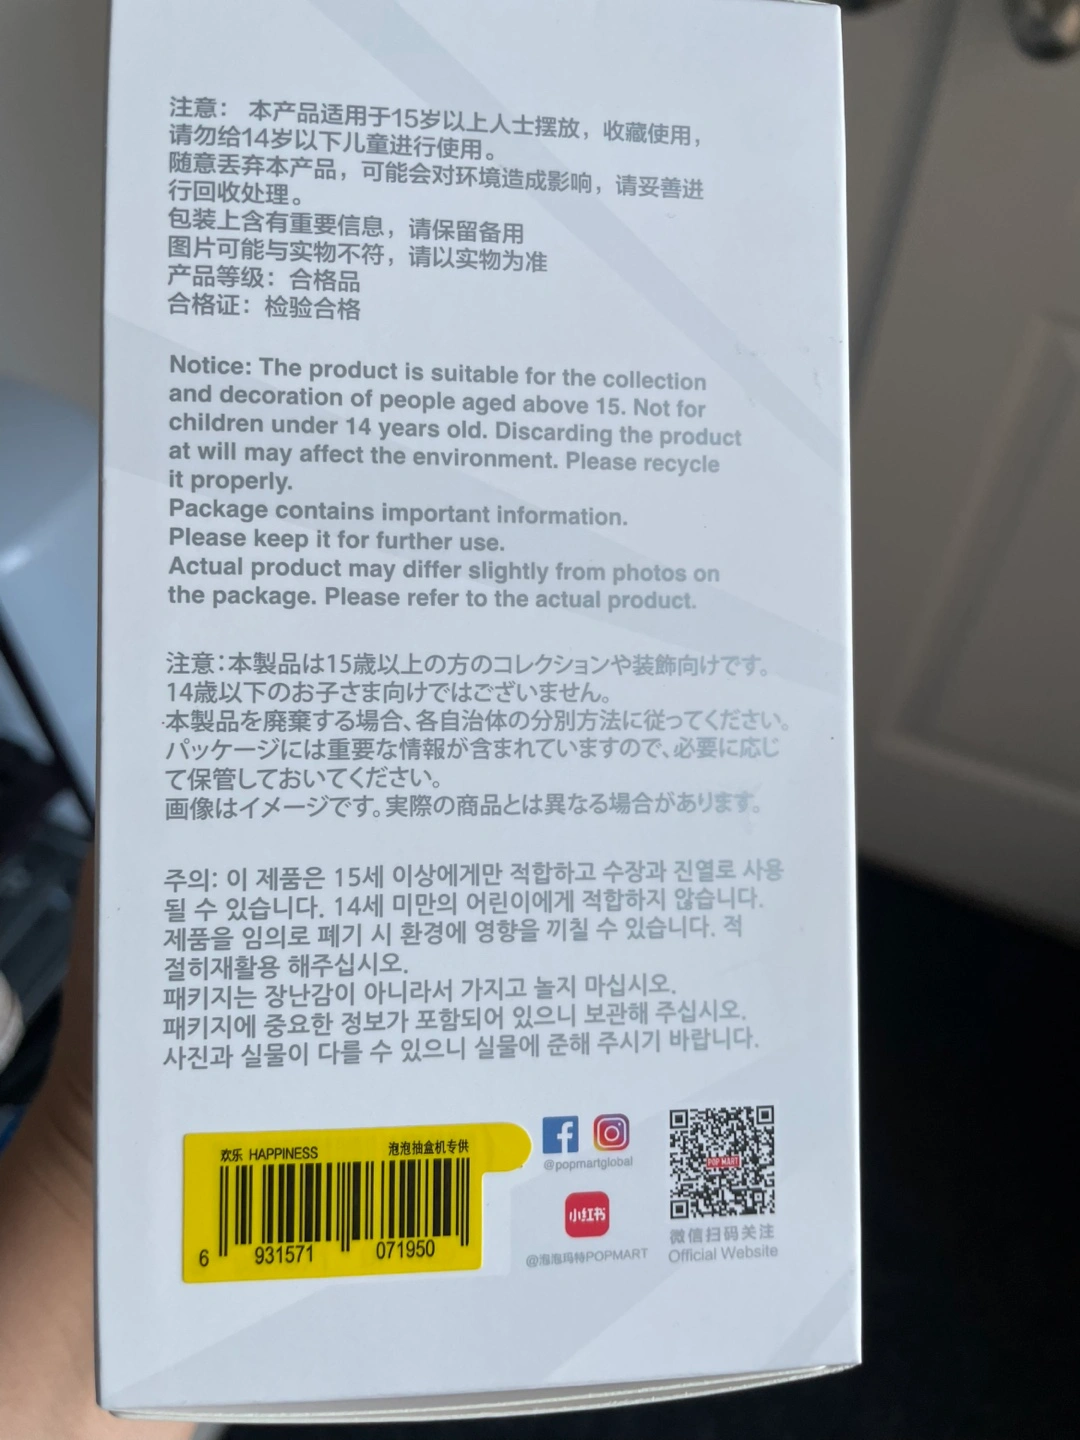 注意： 本产品适用于15岁以上人士摆放，收藏使用，
请勿给14岁以下儿童进行使用。
随意丢弃本产品，可能会对环境造成影响，请妥善进
行回收处理。
包装上含有重要信息，请保留备用
图片可能与实物不符，请以实物为准
产品等级：合格品
合格证：检验合格
Notice: The product is suitable for the collection
and decoration of people aged above 15. Not for
children under 14 years old. Discarding the product
at will may affect the environment. Please recycle
it properly.
Package contains important information.
Please keep it for further use.
Actual product may differ slightly from photos on
the package. Please refer to the actual product.
注意：本製品は15歳以上の方のコレクションや装飾向けです。
14歳以下のお子さま向けではございません。
本製品を廃棄する場合、各自治体の分別方法に従ってください。
パッケージには重要な情報が含まれていますので、必要に応じ
て保管しておいてください。
画像はイメージです。実際の商品とは異なる場合があります。
주의: 이 제품은 15세 이상에게만 적합하고 수장과 진열로 사용
될 수 있습니다. 14세 미만의 어린이에게 적합하지 않습니다.
제품을 임의로 폐기 시 환경에 영향을 끼칠 수 있습니다. 적
절히재활용 해주십시오.
패키지는 장난감이 아니라서 가지고 놀지 마십시오.
패키지에 중요한 정보가 포함되어 있으니 보관해 주십시오.
사진과 실물이 다를 수 있으니 실물에 준해 주시기 바랍니다.
欢乐 HAPPINESS 泡泡抽盒机专供
6 931571 071950
@popmartglobal
小红书
@泡泡玛特POPMART
POP MART
微信扫码关注
Official Website